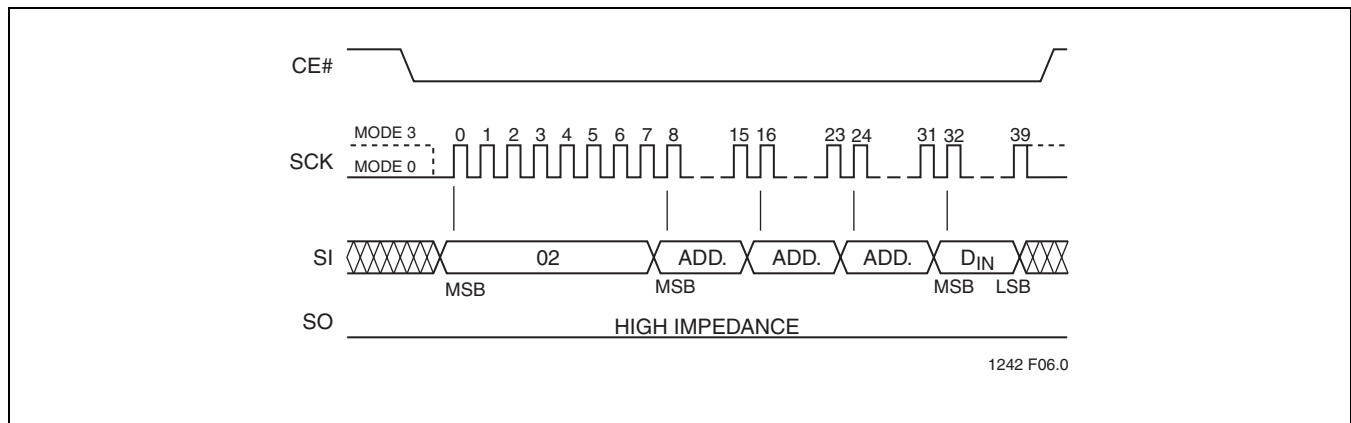 CE#
MODE 3
0 1 2 3 4 5 6 7 8 15 16 23 24 31 32 39
SCK
MODE 0
SI
02 ADD. ADD. ADD. DIN
MSB MSB MSB LSB
SO
HIGH IMPEDANCE
1242 F06.0